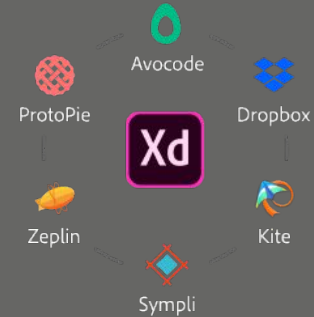 Avocode
ProtoPie
Dropbox
Xd
Zeplin
Kite
Sympli